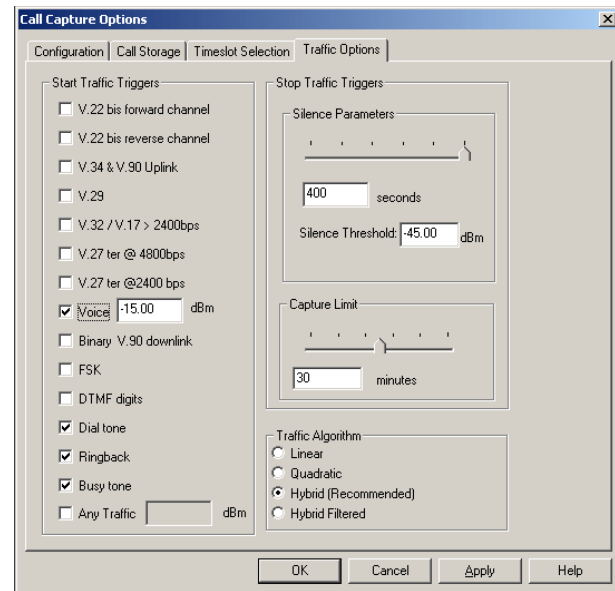 Call Capture Options
Configuration
Call Storage
Timeslot Selection
Traffic Options
Start Traffic Triggers
V.22 bis forward channel
V.22 bis reverse channel
V.34 & V.90 Uplink
V.29
V.32 / V.17 > 2400bps
V.27 ter @ 4800bps
V.27 ter @2400 bps
Voice -15.00 dBm
Binary V.90 downlink
FSK
DTMF digits
Dial tone
Ringback
Busy tone
Any Traffic dBm
Stop Traffic Triggers
Silence Parameters
400 seconds
Silence Threshold: -45.00 dBm
Capture Limit
30 minutes
Traffic Algorithm
Linear
Quadratic
Hybrid (Recommended)
Hybrid Filtered
OK
Cancel
Apply
Help